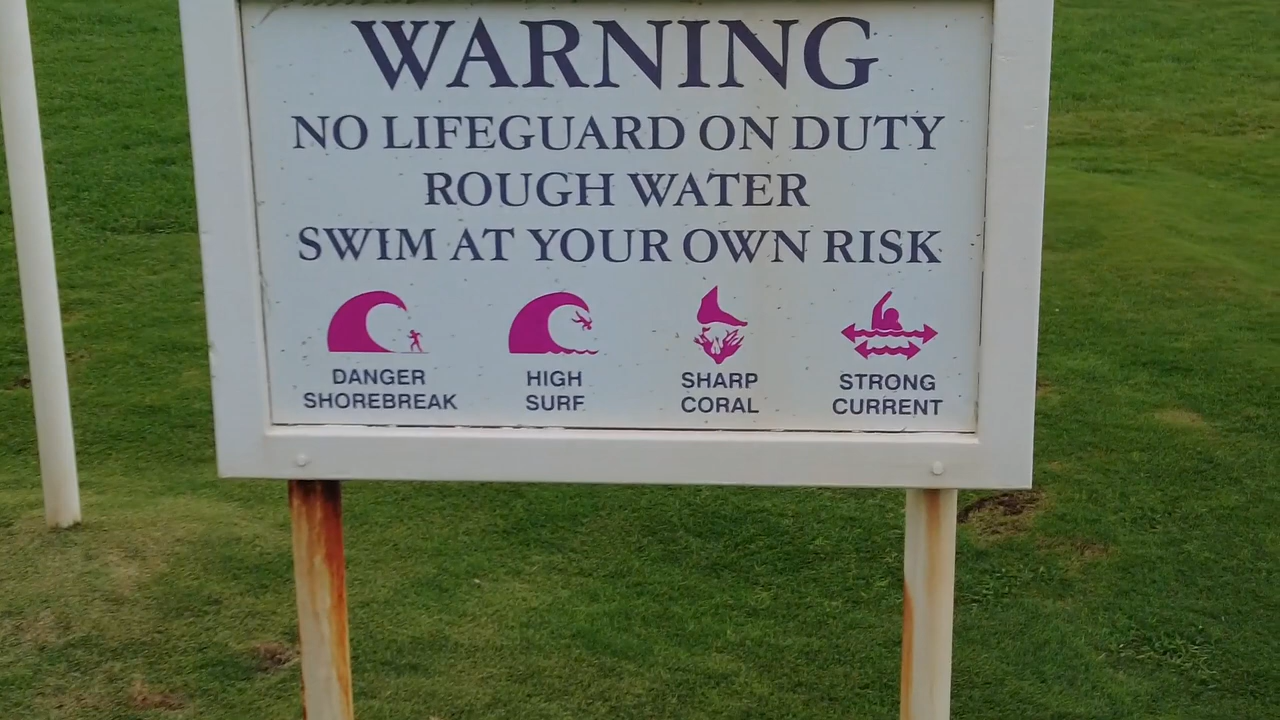 WARNING
NO LIFEGUARD ON DUTY
ROUGH WATER
SWIM AT YOUR OWN RISK
DANGER SHOREBREAK
HIGH SURF
SHARP CORAL
STRONG CURRENT